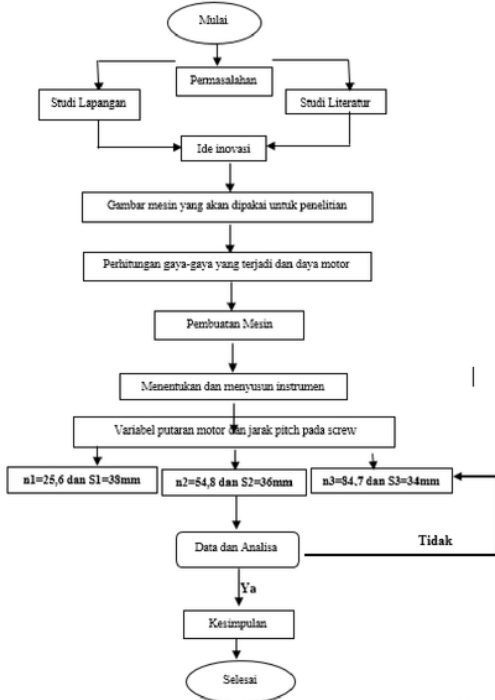 Mulai
Permasalahan
Studi Lapangan
Studi Literatur
Ide inovasi
Gambar mesin yang akan dipakai untuk penelitian
Perhitungan gaya-gaya yang terjadi dan daya motor
Pembuatan Mesin
Menentukan dan menyusun instrumen
Variabel putaran motor dan jarak pitch pada screw
n1=25,6 dan S1=38mm
n2=54,8 dan S2=36mm
n3=84,7 dan S3=34mm
Data dan Analisa
Tidak
Ya
Kesimpulan
Selesai